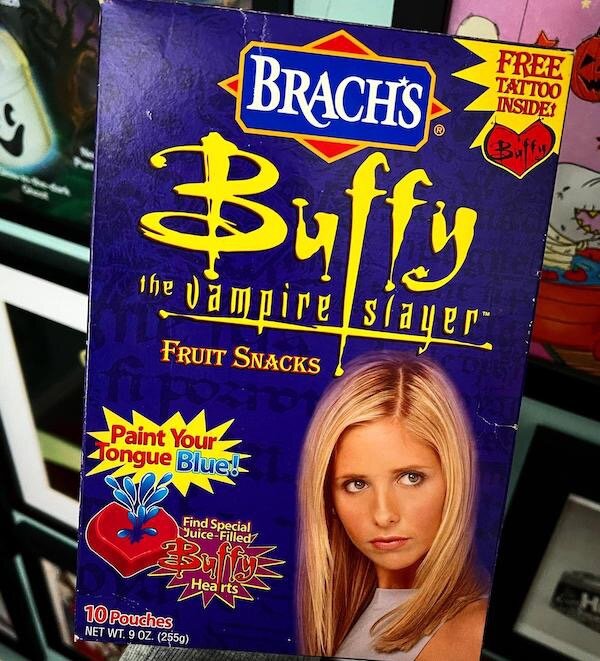 BRACH'S®
FREE
TATTOO
INSIDE!
Buffy
Buffy
the vampire slayer™
FRUIT SNACKS
Paint Your
Tongue Blue!
Find Special
Juice-Filled
Buffy
Hearts
10 Pouches
NET WT. 9 OZ. (255g)